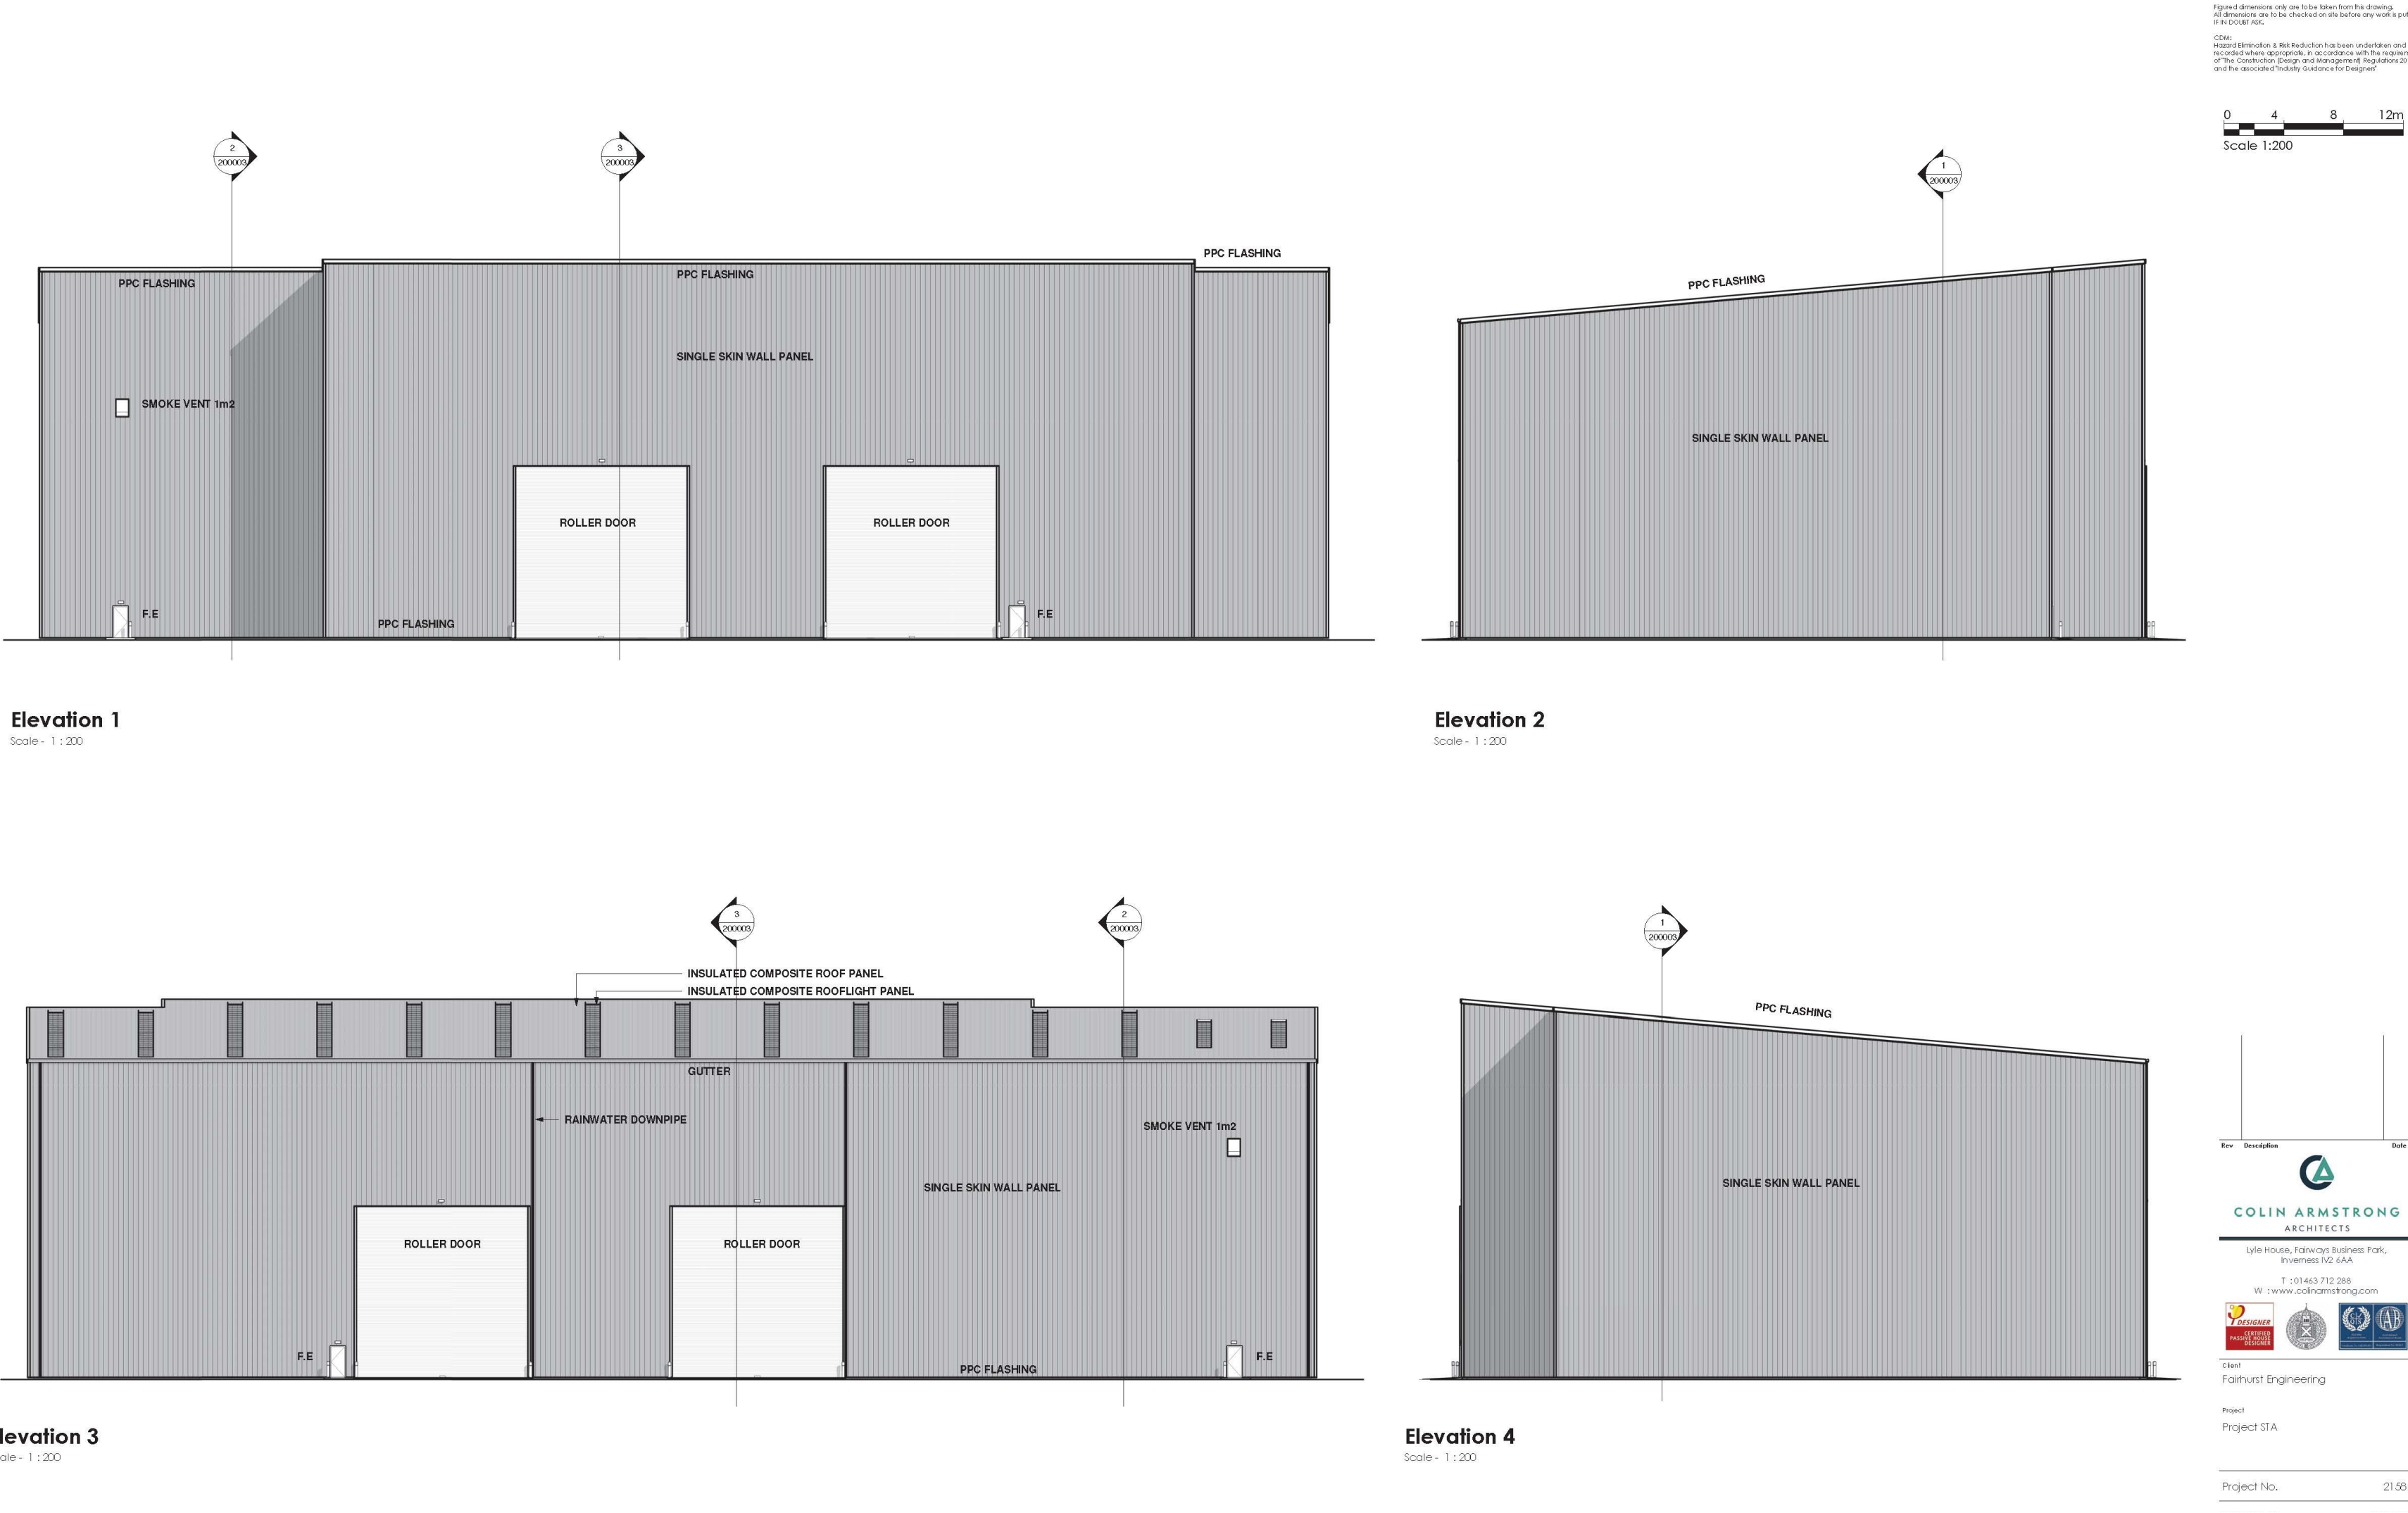 Figured dimensions only are to be taken from this drawing.
All dimensions are to be checked on site before any work is put
IF IN DOUBT ASK.
CDM:
Hazard Elimination & Risk Reduction has been undertaken and
recorded where appropriate, in accordance with the requirem
of "The Construction (Design and Management) Regulations 20
and the associated "Industry Guidance for Designers"
0 4 8 12m
Scale 1:200
2
200003
3
200003
1
200003
PPC FLASHING
PPC FLASHING
PPC FLASHING
PPC FLASHING
SINGLE SKIN WALL PANEL
SMOKE VENT 1m2
SINGLE SKIN WALL PANEL
ROLLER DOOR
ROLLER DOOR
F.E
F.E
PPC FLASHING
Elevation 1
Scale - 1 : 200
Elevation 2
Scale - 1 : 200
3
200003
2
200003
1
200003
INSULATED COMPOSITE ROOF PANEL
INSULATED COMPOSITE ROOFLIGHT PANEL
PPC FLASHING
GUTTER
RAINWATER DOWNPIPE
SMOKE VENT 1m2
SINGLE SKIN WALL PANEL
SINGLE SKIN WALL PANEL
ROLLER DOOR
ROLLER DOOR
F.E
F.E
PPC FLASHING
levation 3
ale - 1 : 200
Elevation 4
Scale - 1 : 200
Rev Description Date
COLIN ARMSTRONG
ARCHITECTS
Lyle House, Fairways Business Park,
Inverness IV2 6AA
T : 01463 712 288
W : www.colinarmstrong.com
DESIGNER
CERTIFIED
PASSIVE HOUSE
DESIGNER
Client
Fairhurst Engineering
Project
Project STA
Project No. 2158